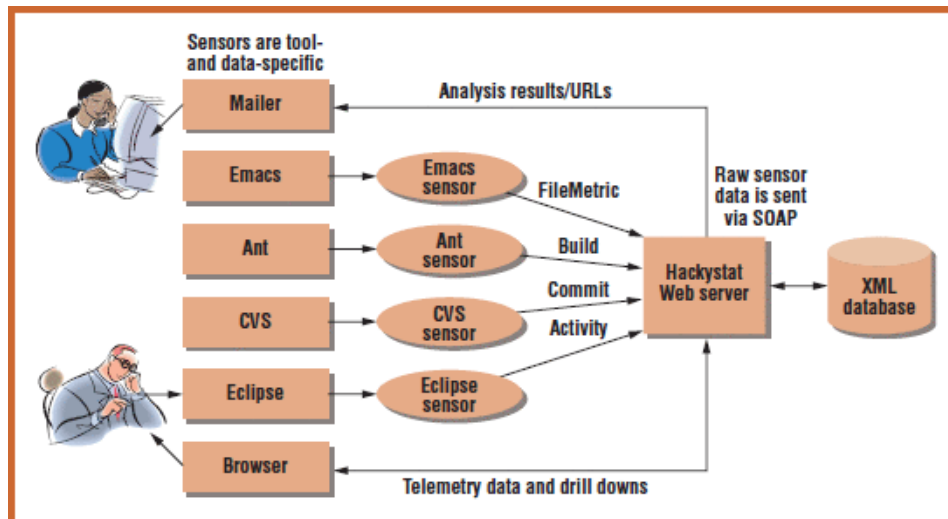 Sensors are tool-
and data-specific
Mailer
Analysis results/URLs
Emacs
Emacs
sensor
FileMetric
Raw sensor
data is sent
via SOAP
Ant
Ant
sensor
Build
Hackystat
Web server
XML
database
CVS
CVS
sensor
Commit
Activity
Eclipse
Eclipse
sensor
Browser
Telemetry data and drill downs